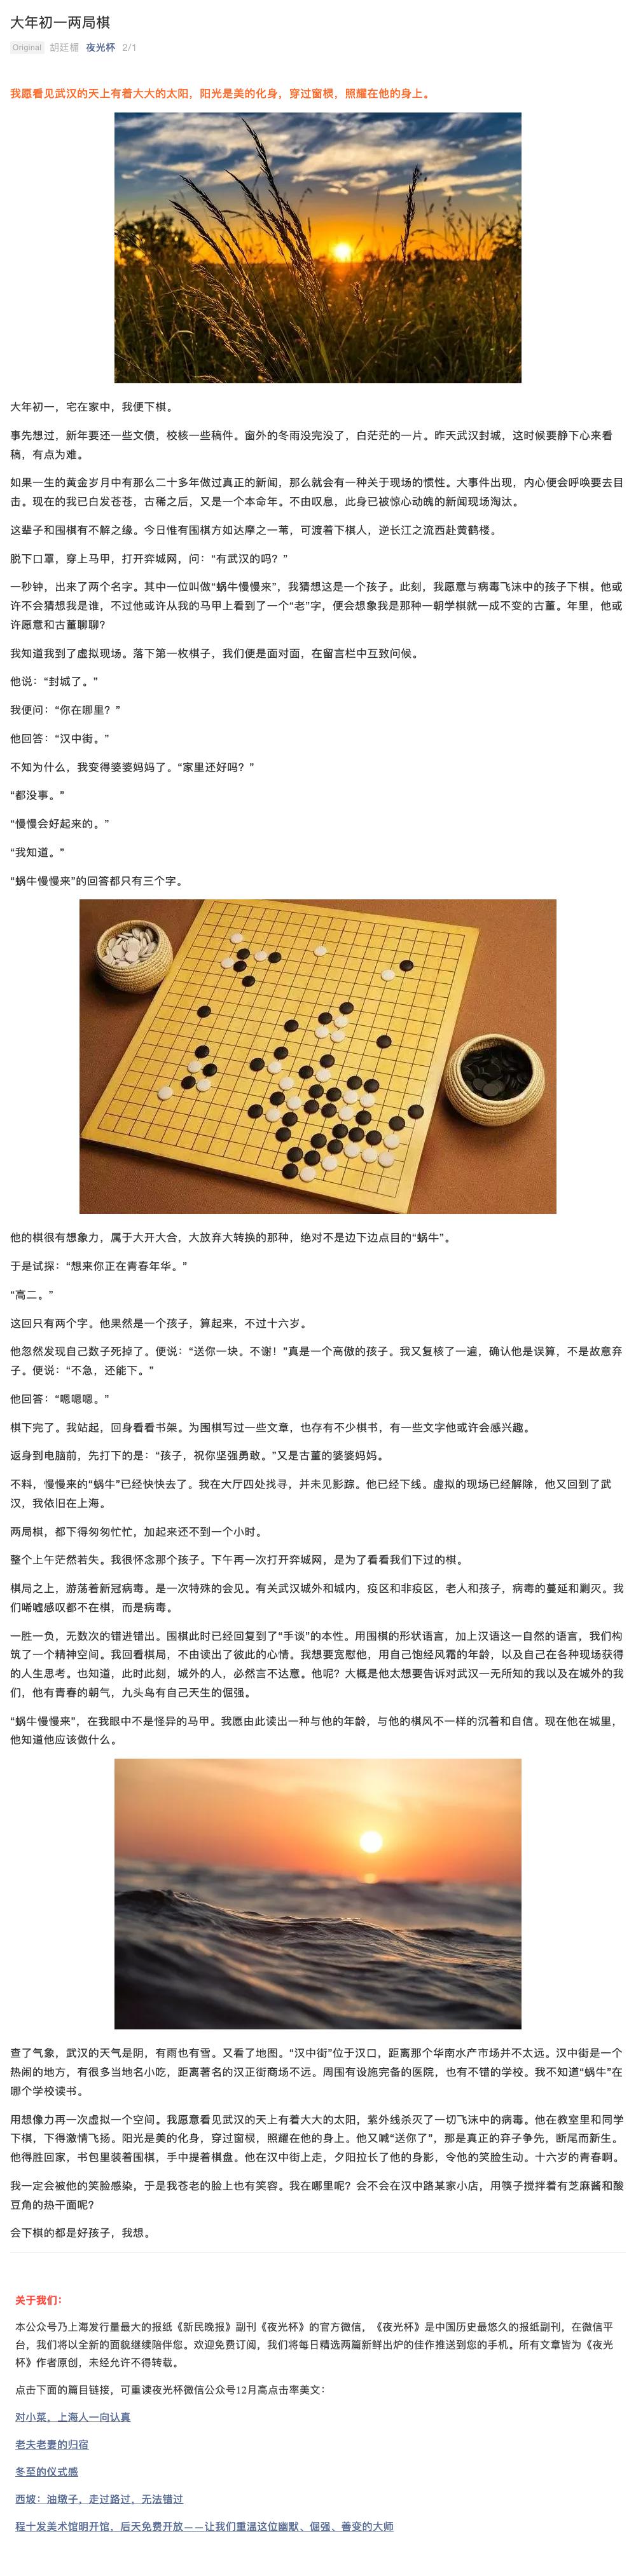 大年初一两局棋
Original 胡廷楣 夜光杯 2/1
我愿看见武汉的天上有着大大的太阳，阳光是美的化身，穿过窗棂，照耀在他的身上。
大年初一，宅在家中，我便下棋。
事先想过，新年要还一些文债，校核一些稿件。窗外的冬雨没完没了，白茫茫的一片。昨天武汉封城，这时候要静下心来看
稿，有点为难。
如果一生的黄金岁月中有那么二十多年做过真正的新闻，那么就会有一种关于现场的惯性。大事件出现，内心便会呼唤要去目
击。现在的我已白发苍苍，古稀之后，又是一个本命年。不由叹息，此身已被惊心动魄的新闻现场淘汰。
这辈子和围棋有不解之缘。今日惟有围棋方如达摩之一苇，可渡着下棋人，逆长江之流西赴黄鹤楼。
脱下口罩，穿上马甲，打开弈城网，问：“有武汉的吗？”
一秒钟，出来了两个名字。其中一位叫做“蜗牛慢慢来”，我猜想这是一个孩子。此刻，我愿意与病毒飞沫中的孩子下棋。他或
许不会猜想我是谁，不过他或许从我的马甲上看到了一个“老”字，便会想象我是那种一朝学棋就一成不变的古董。年里，他或
许愿意和古董聊聊？
我知道我到了虚拟现场。落下第一枚棋子，我们便是面对面，在留言栏中互致问候。
他说：“封城了。”
我便问：“你在哪里？”
他回答：“汉中街。”
不知为什么，我变得婆婆妈妈了。“家里还好吗？”
“都没事。”
“慢慢会好起来的。”
“我知道。”
“蜗牛慢慢来”的回答都只有三个字。
他的棋很有想象力，属于大开大合，大放弃大转换的那种，绝对不是边下边点目的“蜗牛”。
于是试探：“想来你正在青春年华。”
“高二。”
这回只有两个字。他果然是一个孩子，算起来，不过十六岁。
他忽然发现自己数子死掉了。便说：“送你一块。不谢！”真是一个高傲的孩子。我又复核了一遍，确认他是误算，不是故意弃
子。便说：“不急，还能下。”
他回答：“嗯嗯嗯。”
棋下完了。我站起，回身看看书架。为围棋写过一些文章，也存有不少棋书，有一些文字他或许会感兴趣。
返身到电脑前，先打下的是：“孩子，祝你坚强勇敢。”又是古董的婆婆妈妈。
不料，慢慢来的“蜗牛”已经快快去了。我在大厅四处找寻，并未见影踪。他已经下线。虚拟的现场已经解除，他又回到了武
汉，我依旧在上海。
两局棋，都下得匆匆忙忙，加起来还不到一个小时。
整个上午茫然若失。我很怀念那个孩子。下午再一次打开弈城网，是为了看看我们下过的棋。
棋局之上，游荡着新冠病毒。是一次特殊的会见。有关武汉城外和城内，疫区和非疫区，老人和孩子，病毒的蔓延和剿灭。我
们唏嘘感叹都不在棋，而是病毒。
一胜一负，无数次的错进错出。围棋此时已经回复到了“手谈”的本性。用围棋的形状语言，加上汉语这一自然的语言，我们构
筑了一个精神空间。我回看棋局，不由读出了彼此的心情。我想要宽慰他，用自己饱经风霜的年龄，以及自己在各种现场获得
的人生思考。也知道，此时此刻，城外的人，必然言不达意。他呢？大概是他太想要告诉对武汉一无所知的我以及在城外的我
们，他有青春的朝气，九头鸟有自己天生的倔强。
“蜗牛慢慢来”，在我眼中不是怪异的马甲。我愿由此读出一种与他的年龄，与他的棋风不一样的沉着和自信。现在他在城里，
他知道他应该做什么。
查了气象，武汉的天气是阴，有雨也有雪。又看了地图。“汉中街”位于汉口，距离那个华南水产市场并不太远。汉中街是一个
热闹的地方，有很多当地名小吃，距离著名的汉正街商场不远。周围有设施完备的医院，也有不错的学校。我不知道“蜗牛”在
哪个学校读书。
用想像力再一次虚拟一个空间。我愿意看见武汉的天上有着大大的太阳，紫外线杀灭了一切飞沫中的病毒。他在教室里和同学
下棋，下得激情飞扬。阳光是美的化身，穿过窗棂，照耀在他的身上。他又喊“送你了”，那是真正的弃子争先，断尾而新生。
他得胜回家，书包里装着围棋，手中提着棋盘。他在汉中街上走，夕阳拉长了他的身影，令他的笑脸生动。十六岁的青春啊。
我一定会被他的笑脸感染，于是我苍老的脸上也有笑容。我在哪里呢？会不会在汉中路某家小店，用筷子搅拌着有芝麻酱和酸
豆角的热干面呢？
会下棋的都是好孩子，我想。
关于我们：
本公众号乃上海发行量最大的报纸《新民晚报》副刊《夜光杯》的官方微信，《夜光杯》是中国历史最悠久的报纸副刊，在微信平
台，我们将以全新的面貌继续陪伴您。欢迎免费订阅，我们将每日精选两篇新鲜出炉的佳作推送到您的手机。所有文章皆为《夜光
杯》作者原创，未经允许不得转载。
点击下面的篇目链接，可重读夜光杯微信公众号12月高点击率美文：
对小菜，上海人一向认真
老夫老妻的归宿
冬至的仪式感
西坡：油墩子，走过路过，无法错过
程十发美术馆明开馆，后天免费开放——让我们重温这位幽默、倔强、善变的大师